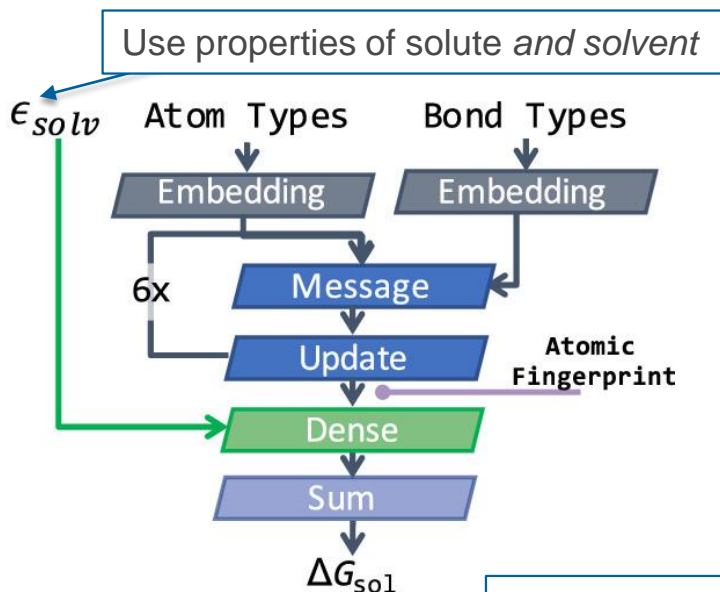 Use properties of solute and solvent
ϵsolv Atom Types Bond Types
Embedding Embedding
6x Message
Update
Atomic
Fingerprint
Dense
Sum
ΔGsol